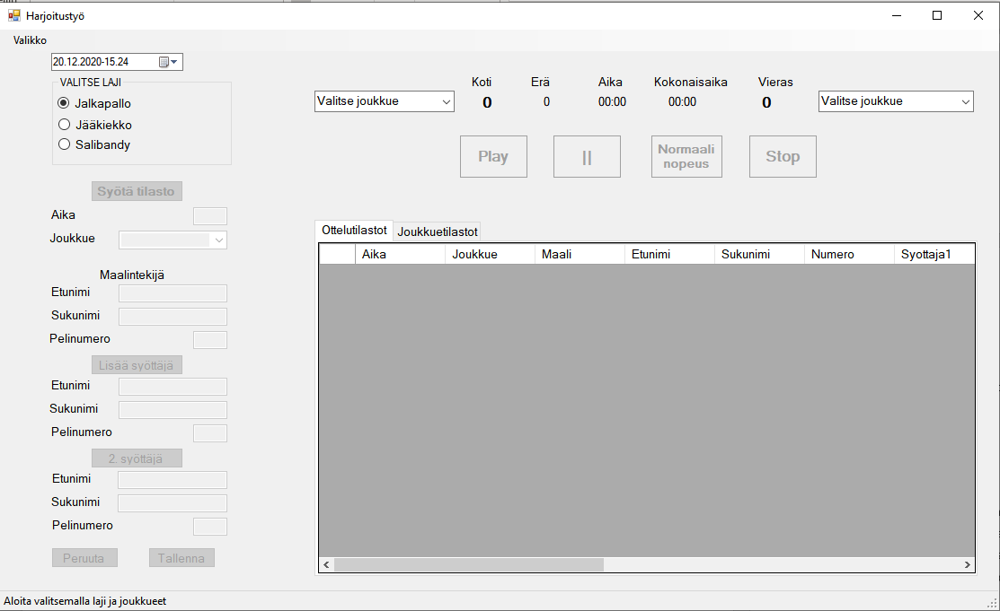 Harjoitustyö
Valikko
20.12.2020-15.24
VALITSE LAJI
Jalkapallo
Jääkiekko
Salibandy
Syötä tilasto
Aika
Joukkue
Maalintekijä
Etunimi
Sukunimi
Pelinumero
Lisää syöttäjä
Etunimi
Sukunimi
Pelinumero
2. syöttäjä
Etunimi
Sukunimi
Pelinumero
Peruuta Tallenna
Koti Erä Aika Kokonaisaika Vieras
Valitse joukkue 0 0 00:00 00:00 0 Valitse joukkue
Play || Normaali nopeus Stop
Ottelutilastot Joukkuetilastot
Aika Joukkue Maali Etunimi Sukunimi Numero Syottaja1
Aloita valitsemalla laji ja joukkueet